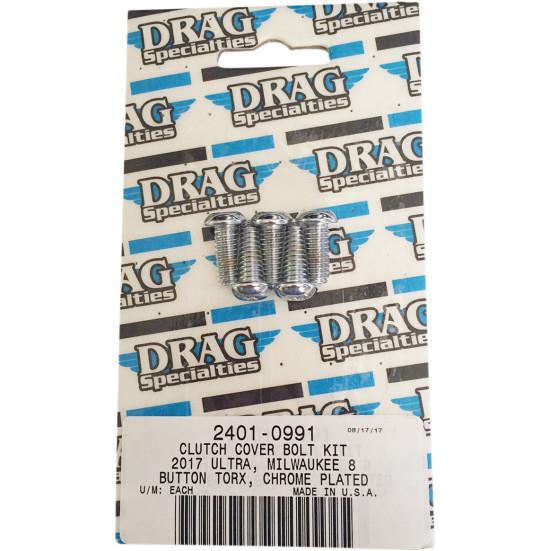 DRAG
Specialties
DRAG
Specialties
DRAG
Specialties
DRAG
Specialties
DRAG
Specialties
DRAG
Specialties
2401-0991 08/17/17
CLUTCH COVER BOLT KIT
2017 ULTRA, MILWAUKEE 8
BUTTON TORX, CHROME PLATED
U/M: EACH MADE IN U.S.A.